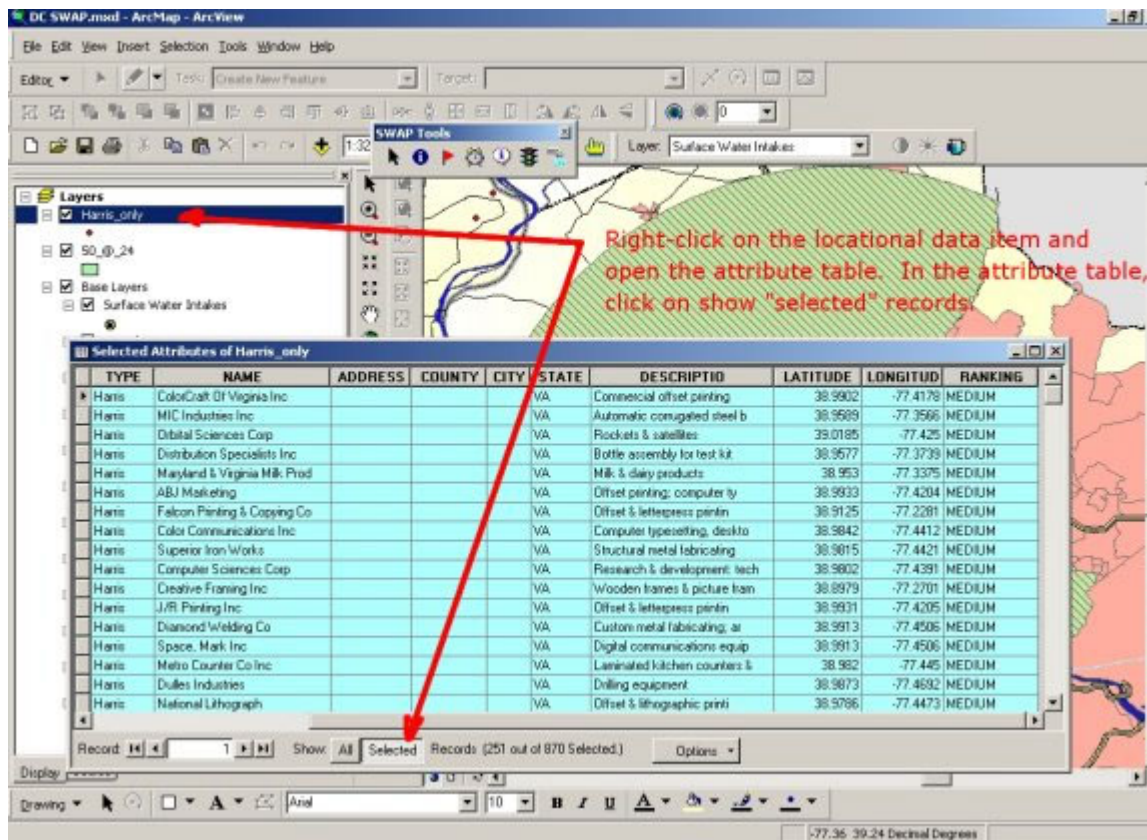 DC SWAP.mxd - ArcMap - ArcView
File Edit View Insert Selection Tools Window Help
Editor Task: Create New Feature Target:
0
SWAP Tools
1:32 Layer: Surface Water Intakes
Layers
Harris_only
50_@_24
Base Layers
Surface Water Intakes
Right-click on the locational data item and
open the attribute table. In the attribute table,
click on show "selected" records.
Selected Attributes of Harris_only
TYPE NAME ADDRESS COUNTY CITY STATE DESCRIPTIO LATITUDE LONGITUD RANKING
Harris ColorCraft Of Virginia Inc VA Commercial offset printing 38.9902 -77.4178 MEDIUM
Harris MIC Industries Inc VA Automatic corrugated steel b 38.9589 -77.3566 MEDIUM
Harris Orbital Sciences Corp VA Rockets & satellites 39.0185 -77.425 MEDIUM
Harris Distribution Specialists Inc VA Bottle assembly for test kit 38.9577 -77.3739 MEDIUM
Harris Maryland & Virginia Milk Prod VA Milk & dairy products 38.953 -77.3375 MEDIUM
Harris ABJ Marketing VA Offset printing; computer ty 38.9933 -77.4204 MEDIUM
Harris Falcon Printing & Copying Co VA Offset & letterpress printin 38.9125 -77.2281 MEDIUM
Harris Color Communications Inc VA Computer typesetting, deskto 38.9842 -77.4412 MEDIUM
Harris Superior Iron Works VA Structural metal fabricating 38.9815 -77.4421 MEDIUM
Harris Computer Sciences Corp VA Research & development: tech 38.9802 -77.4391 MEDIUM
Harris Creative Framing Inc VA Wooden frames & picture fram 38.8979 -77.2701 MEDIUM
Harris J/R Printing Inc VA Offset & letterpress printin 38.9931 -77.4205 MEDIUM
Harris Diamond Welding Co VA Custom metal fabricating; ar 38.9913 -77.4506 MEDIUM
Harris Space, Mark Inc VA Digital communications equip 38.9913 -77.4506 MEDIUM
Harris Metro Counter Co Inc VA Laminated kitchen counters & 38.982 -77.445 MEDIUM
Harris Dulles Industries VA Drilling equipment 38.9873 -77.4692 MEDIUM
Harris National Lithograph VA Offset & lithographic printi 38.9786 -77.4473 MEDIUM
Record: 1 Show: All Selected Records (251 out of 870 Selected.) Options
Display
Drawing A Arial 10 B I U A
-77.36 39.24 Decimal Degrees